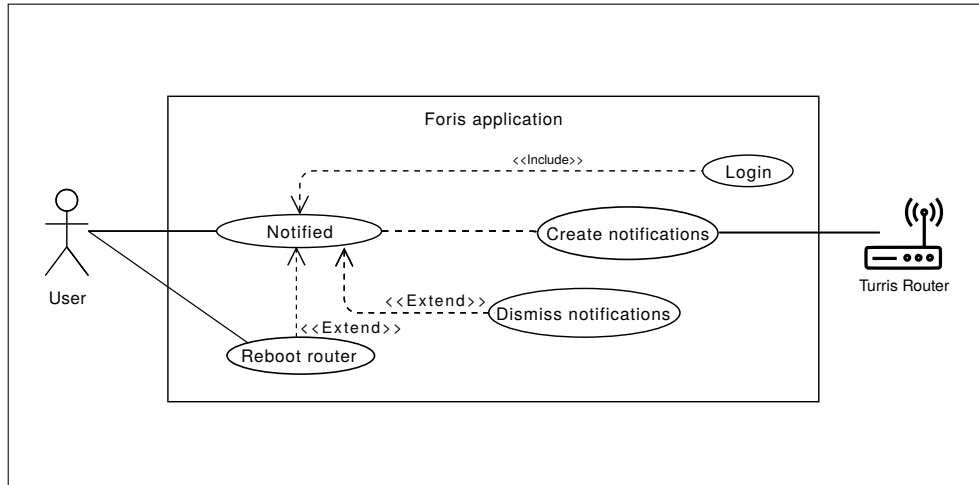 Foris application
<<Include>>
Login
Notified
Create notifications
User
Turris Router
<<Extend>>
Dismiss notifications
<<Extend>>
Reboot router